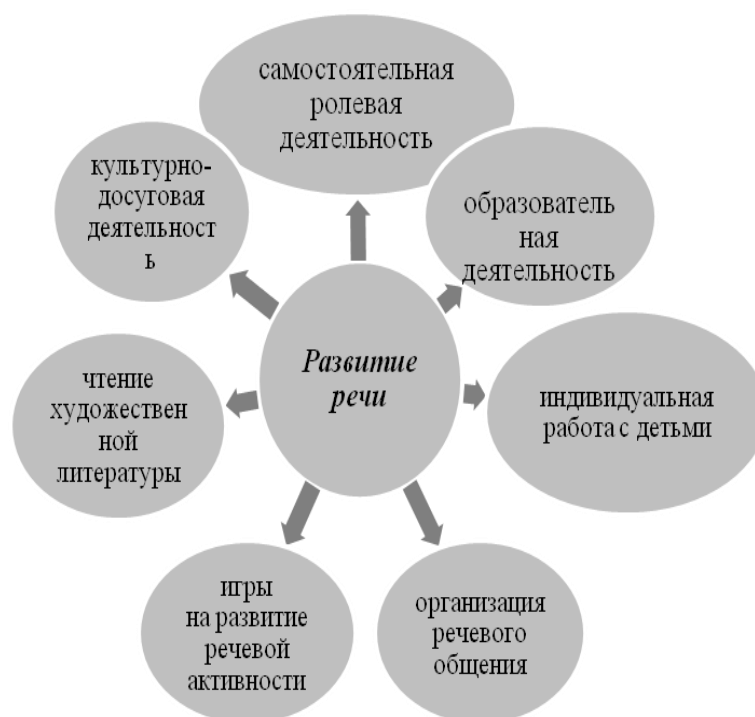 самостоятельная
ролевая
деятельность
культурно-
досуговая
деятельност
ь
образователь
ная
деятельность
Развитие
речи
чтение
художествен
ной
литературы
индивидуальная
работа с детьми
игры
на развитие
речевой
активности
организация
речевого
общения